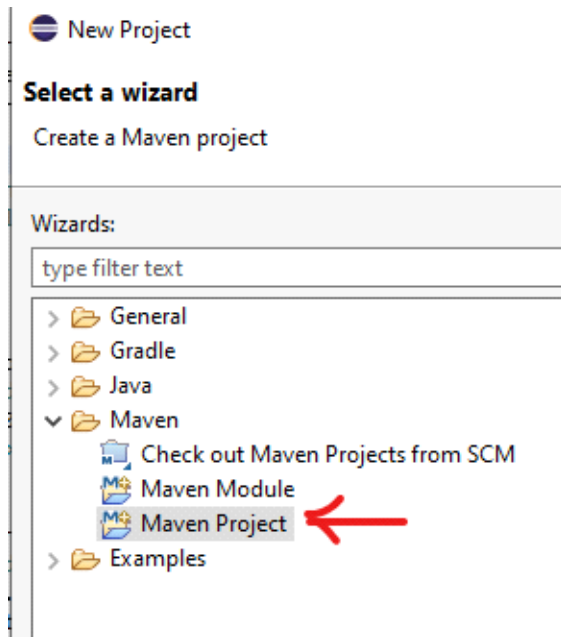 New Project
Select a wizard
Create a Maven project
Wizards:
type filter text
General
Gradle
Java
Maven
Check out Maven Projects from SCM
Maven Module
Maven Project
Examples